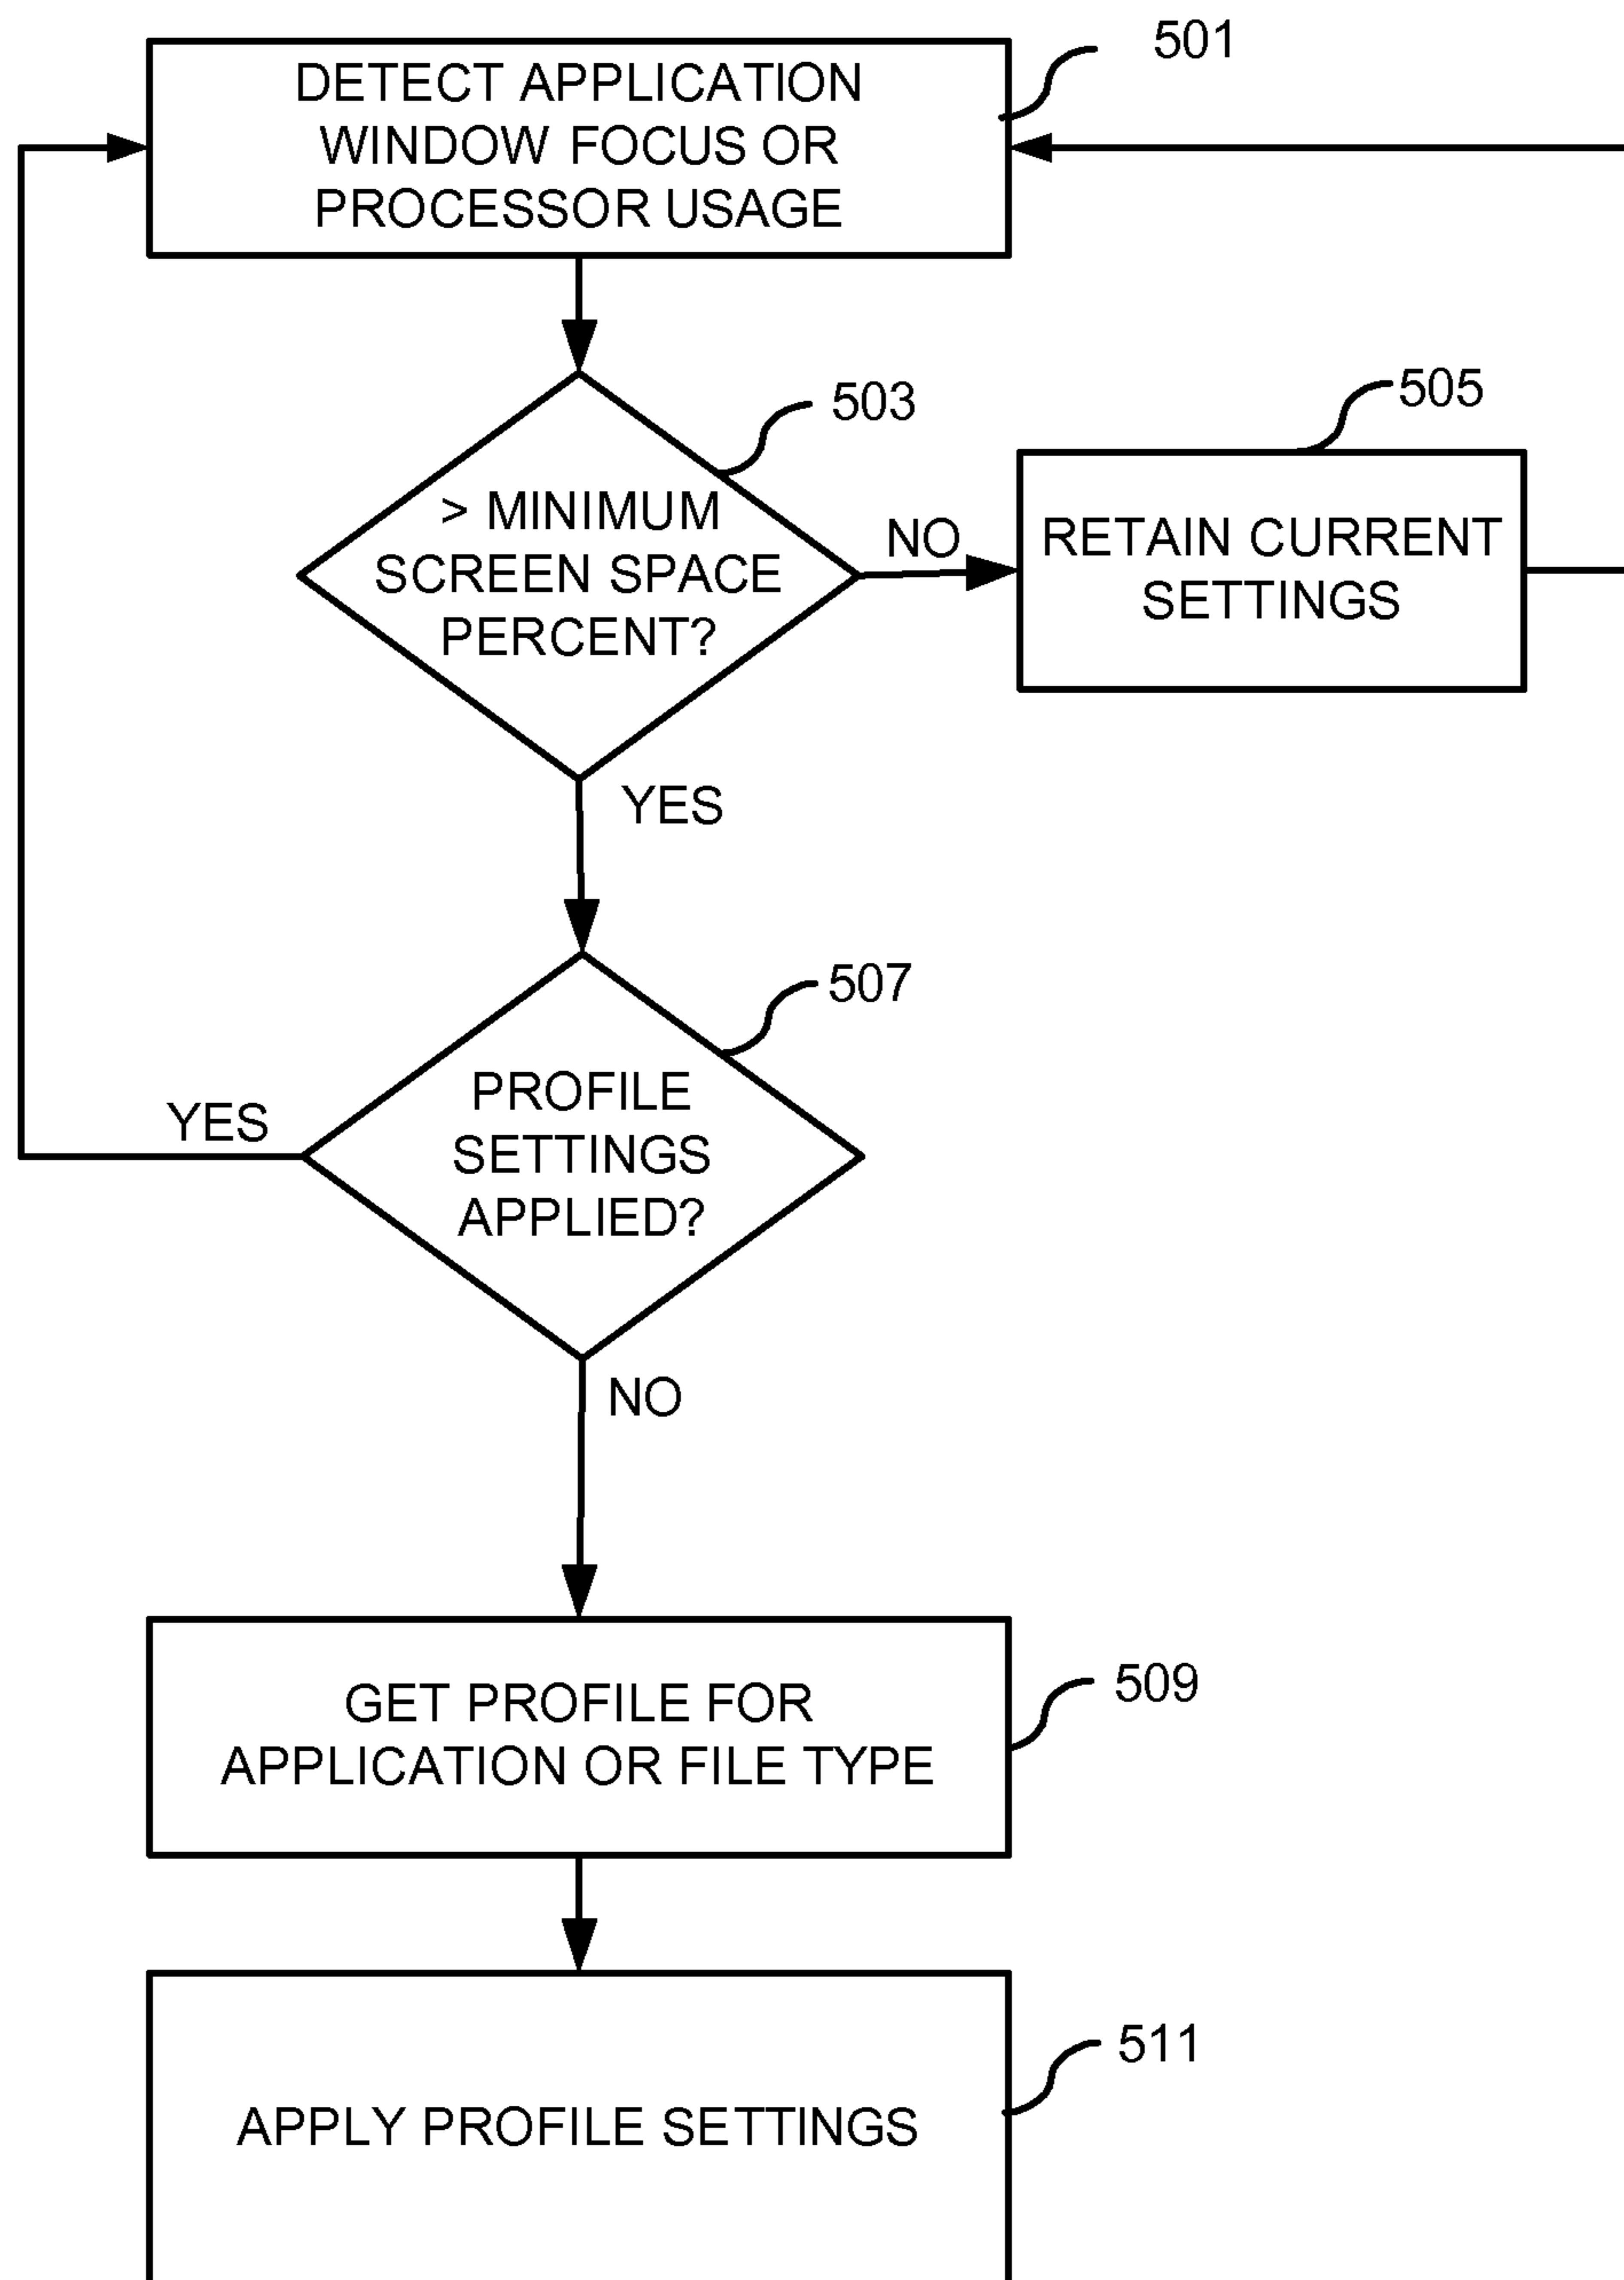 501
DETECT APPLICATION
WINDOW FOCUS OR
PROCESSOR USAGE
503
> MINIMUM
SCREEN SPACE
PERCENT?
NO
505
RETAIN CURRENT
SETTINGS
YES
507
PROFILE
SETTINGS
APPLIED?
YES
NO
509
GET PROFILE FOR
APPLICATION OR FILE TYPE
511
APPLY PROFILE SETTINGS